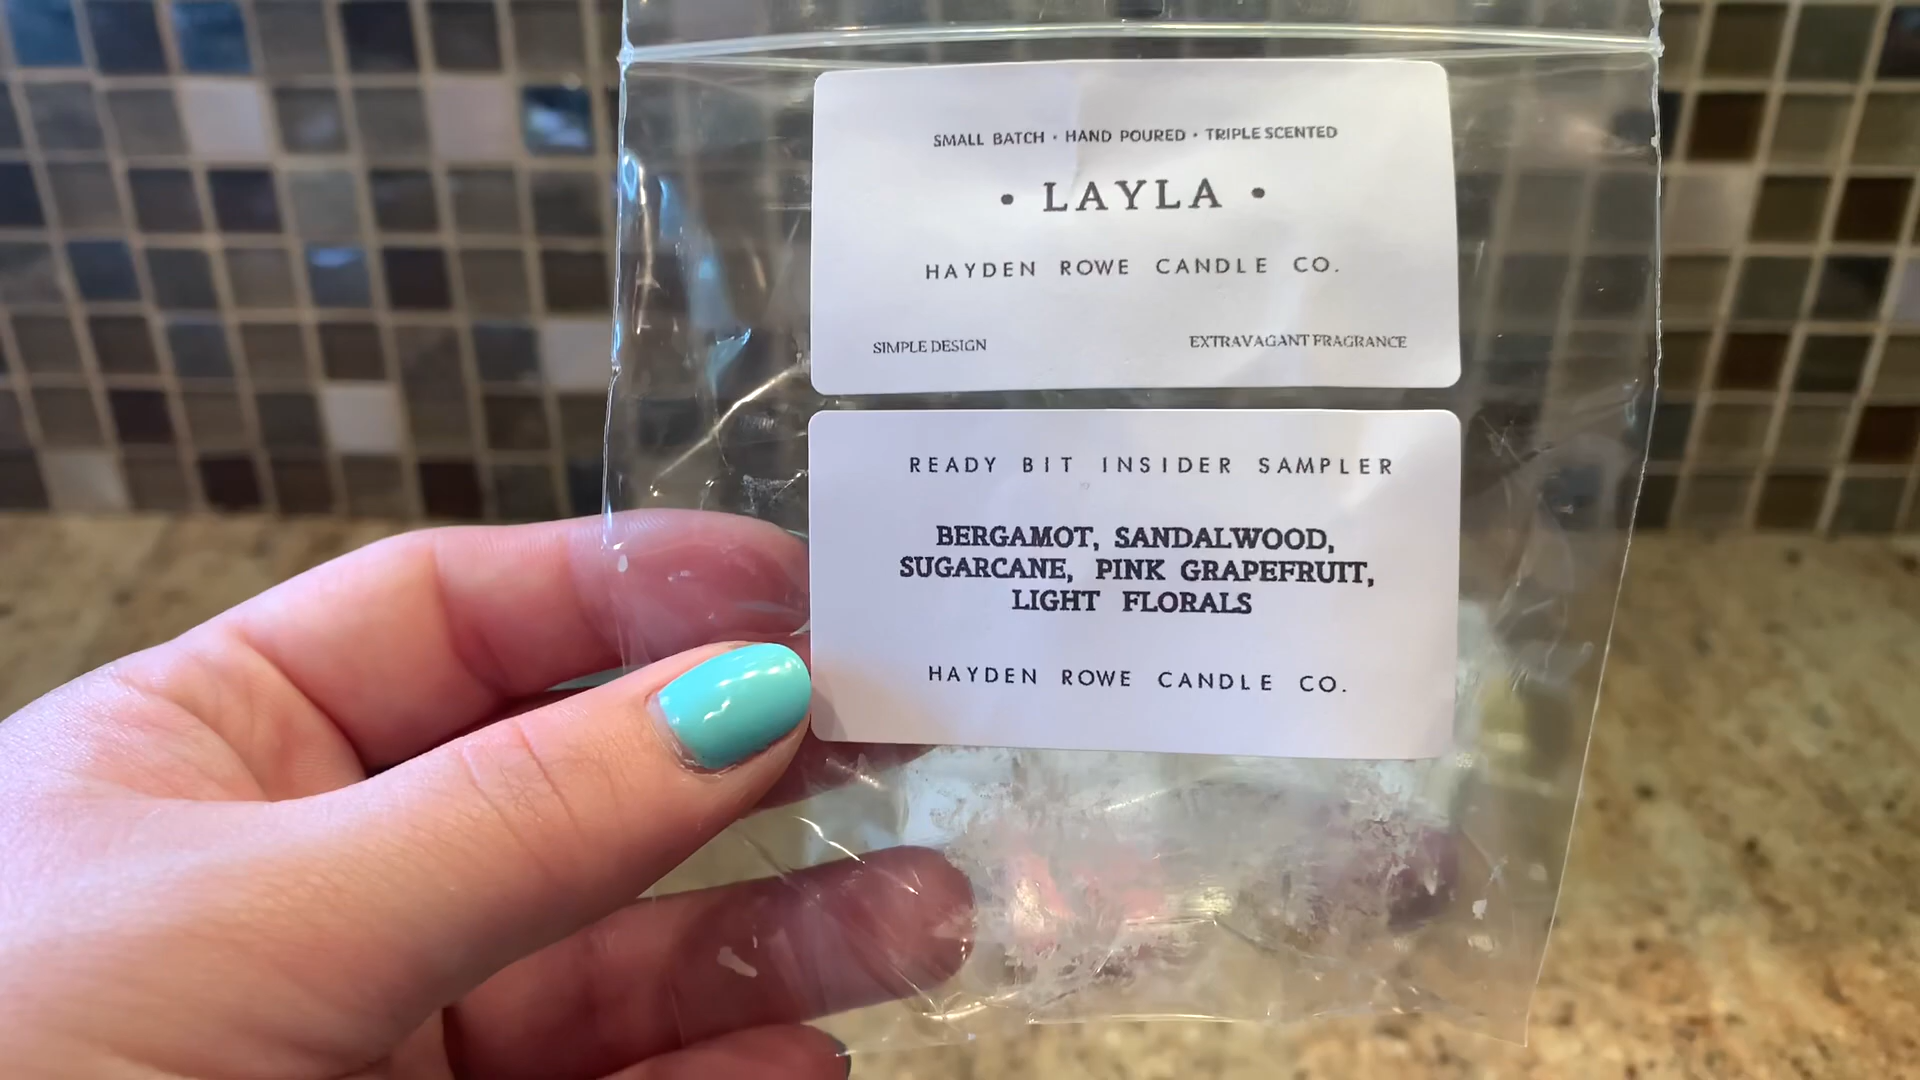 SMALL BATCH • HAND POURED • TRIPLE SCENTED
• LAYLA •
HAYDEN ROWE CANDLE CO.
SIMPLE DESIGN EXTRAVAGANT FRAGRANCE
READY BIT INSIDER SAMPLER
BERGAMOT, SANDALWOOD,
SUGARCANE, PINK GRAPEFRUIT,
LIGHT FLORALS
HAYDEN ROWE CANDLE CO.